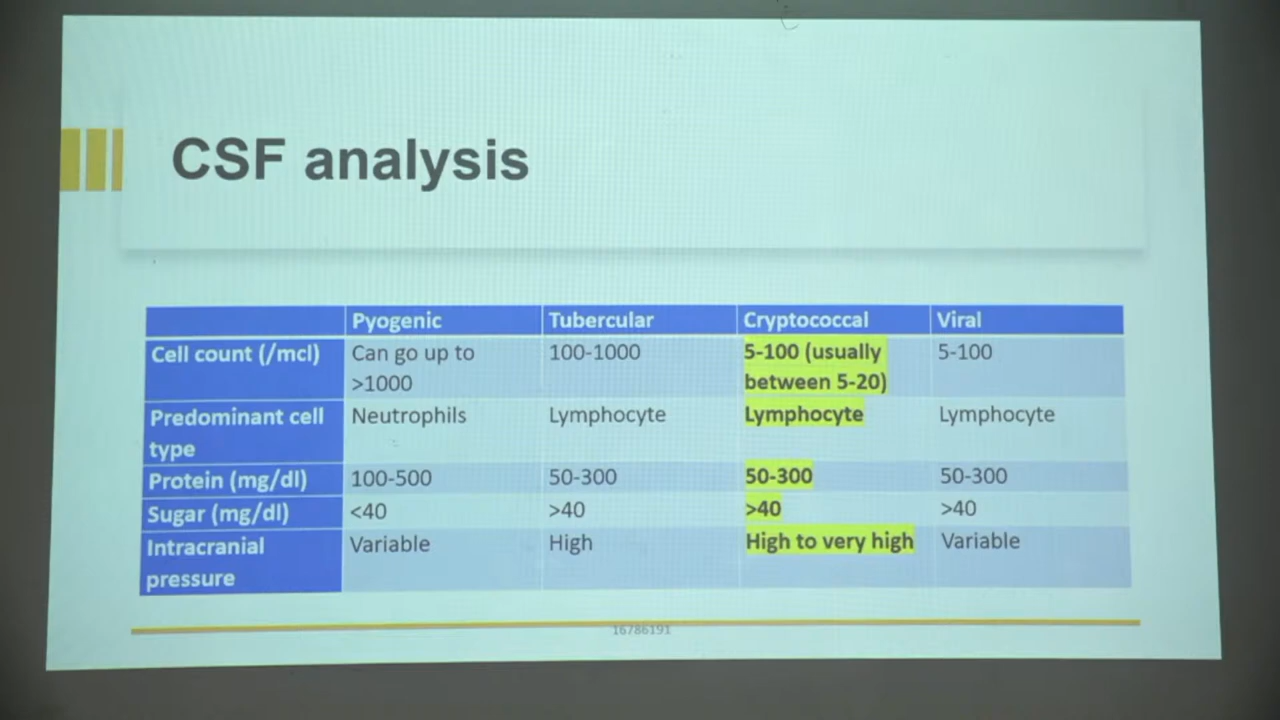 CSF analysis
Pyogenic Tubercular Cryptococcal Viral
Cell count (/mcl) Can go up to >1000 100-1000 5-100 (usually between 5-20) 5-100
Predominant cell type Neutrophils Lymphocyte Lymphocyte Lymphocyte
Protein (mg/dl) 100-500 50-300 50-300 50-300
Sugar (mg/dl) <40 >40 >40 >40
Intracranial pressure Variable High High to very high Variable
16786191